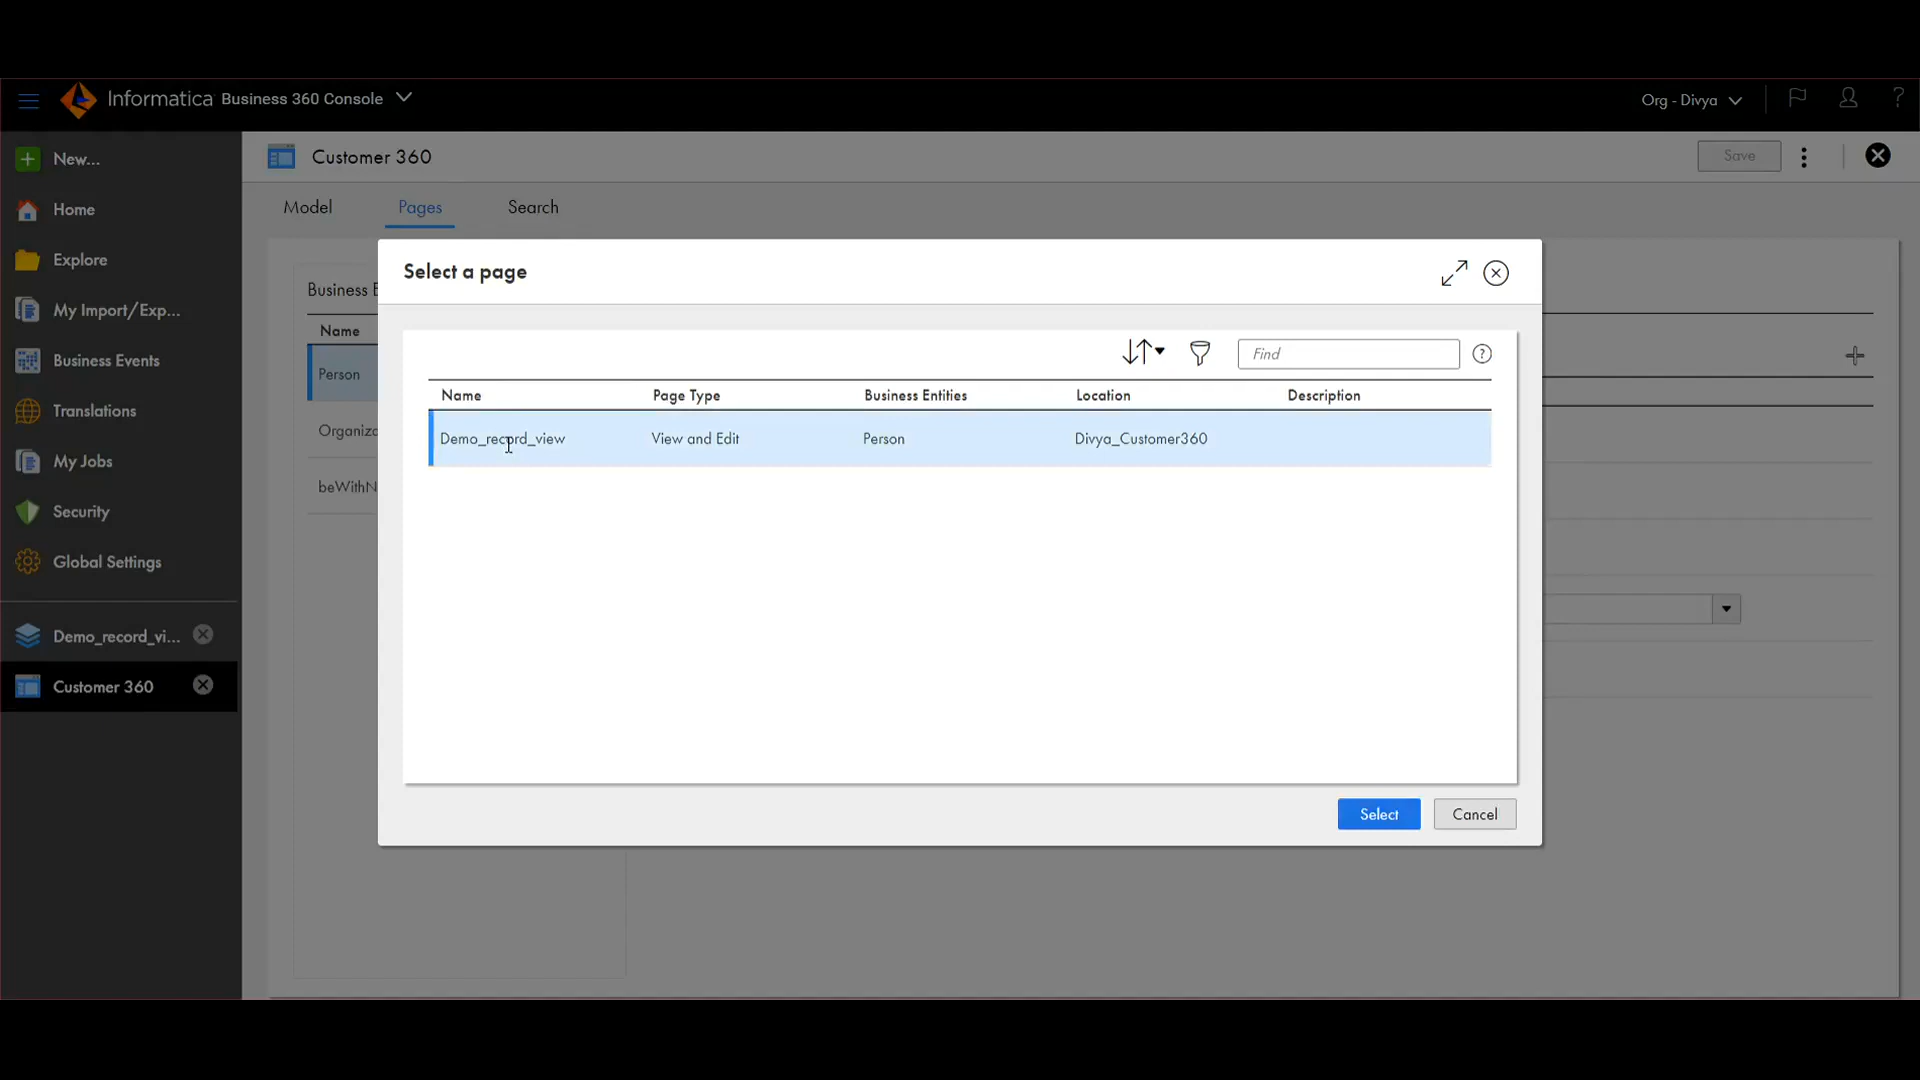 Informatica Business 360 Console
Org - Divya
?
New...
Home
Explore
My Import/Exp...
Business Events
Translations
My Jobs
Security
Global Settings
Demo_record_vi...
Customer 360
Customer 360
Save
Model Pages Search
Business E
Name
Person
Organiza
beWithN
Select a page
Find
?
Name Page Type Business Entities Location Description
Demo_record_view View and Edit Person Divya_Customer360
Select Cancel